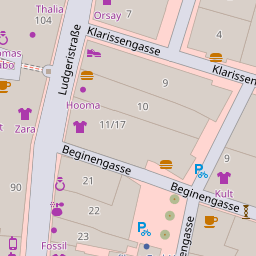 Thalia
104
Orsay
7
Ludgeristraße
Klarissengasse
4
Klarissen
9
Hooma
10
11/17
Zara
Beginengasse
9
Kult
21
22
23
90
Beginengasse
Fossil